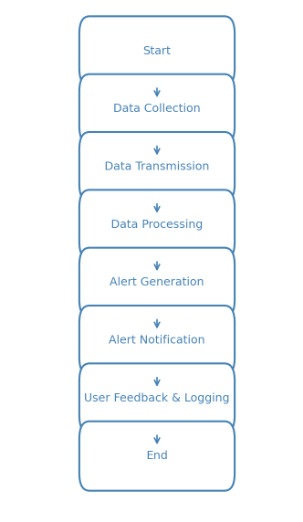 Start
Data Collection
Data Transmission
Data Processing
Alert Generation
Alert Notification
User Feedback & Logging
End